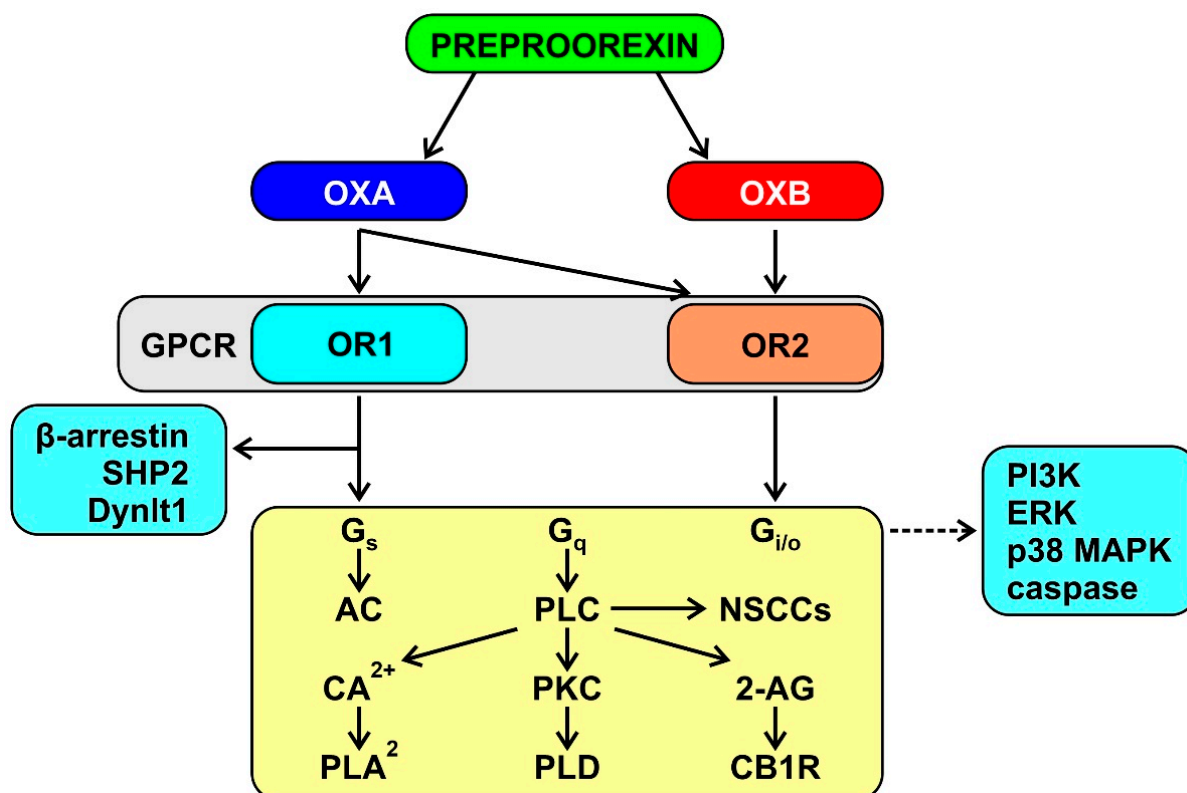 PREPROOREXIN
OXA
OXB
GPCR
OR1
OR2
β-arrestin
SHP2
Dynlt1
PI3K
ERK
p38 MAPK
caspase
Gs
Gq
Gi/o
AC
PLC
NSCCs
CA2+
PKC
2-AG
PLA2
PLD
CB1R